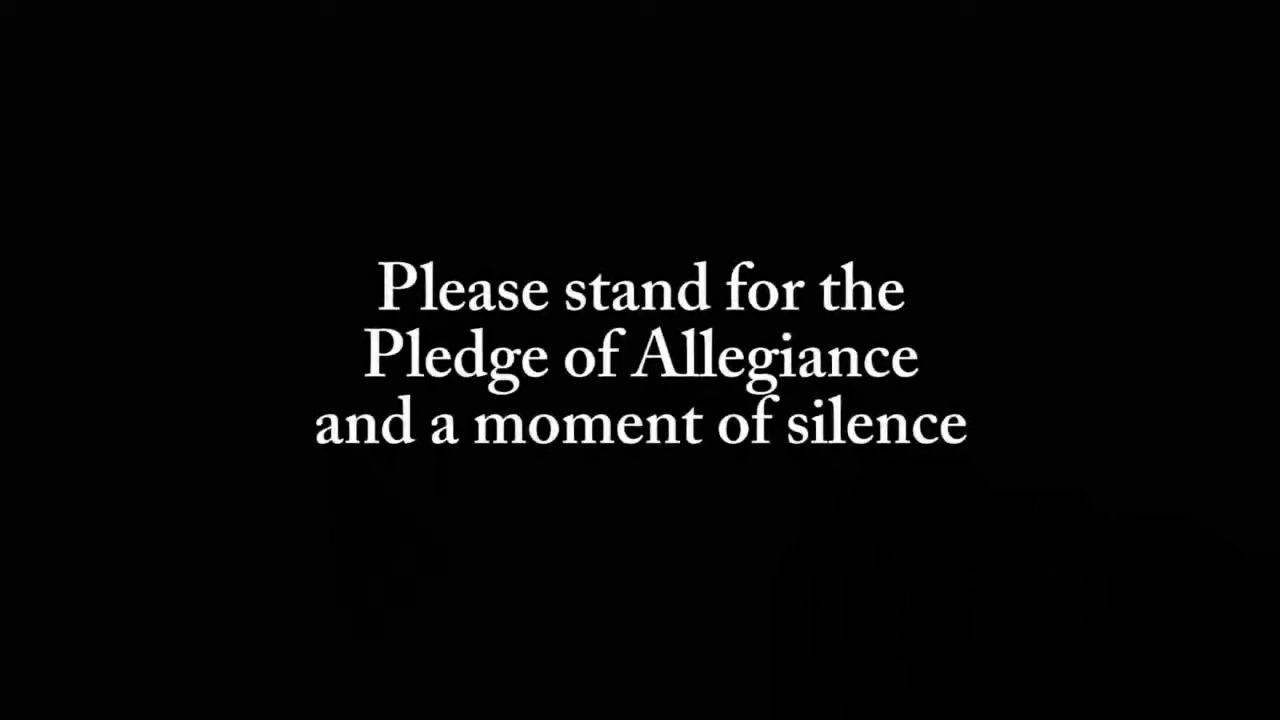 Please stand for the
Pledge of Allegiance
and a moment of silence